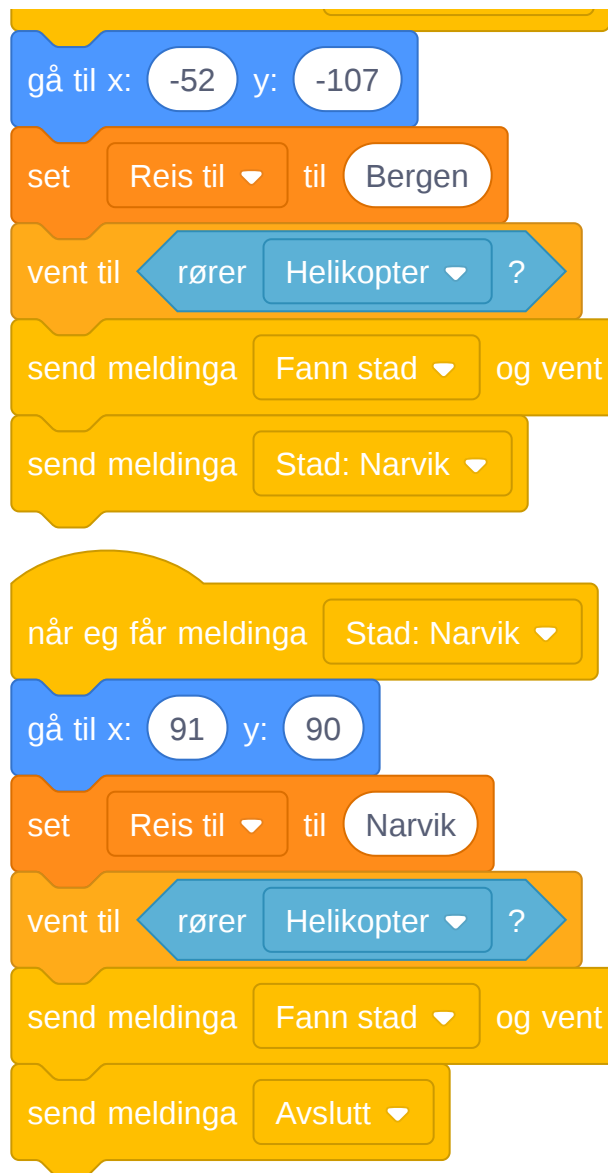 gå til x: -52 y: -107
set Reis til til Bergen
vent til rører Helikopter ?
send meldinga Fann stad og vent
send meldinga Stad: Narvik
når eg får meldinga Stad: Narvik
gå til x: 91 y: 90
set Reis til til Narvik
vent til rører Helikopter ?
send meldinga Fann stad og vent
send meldinga Avslutt